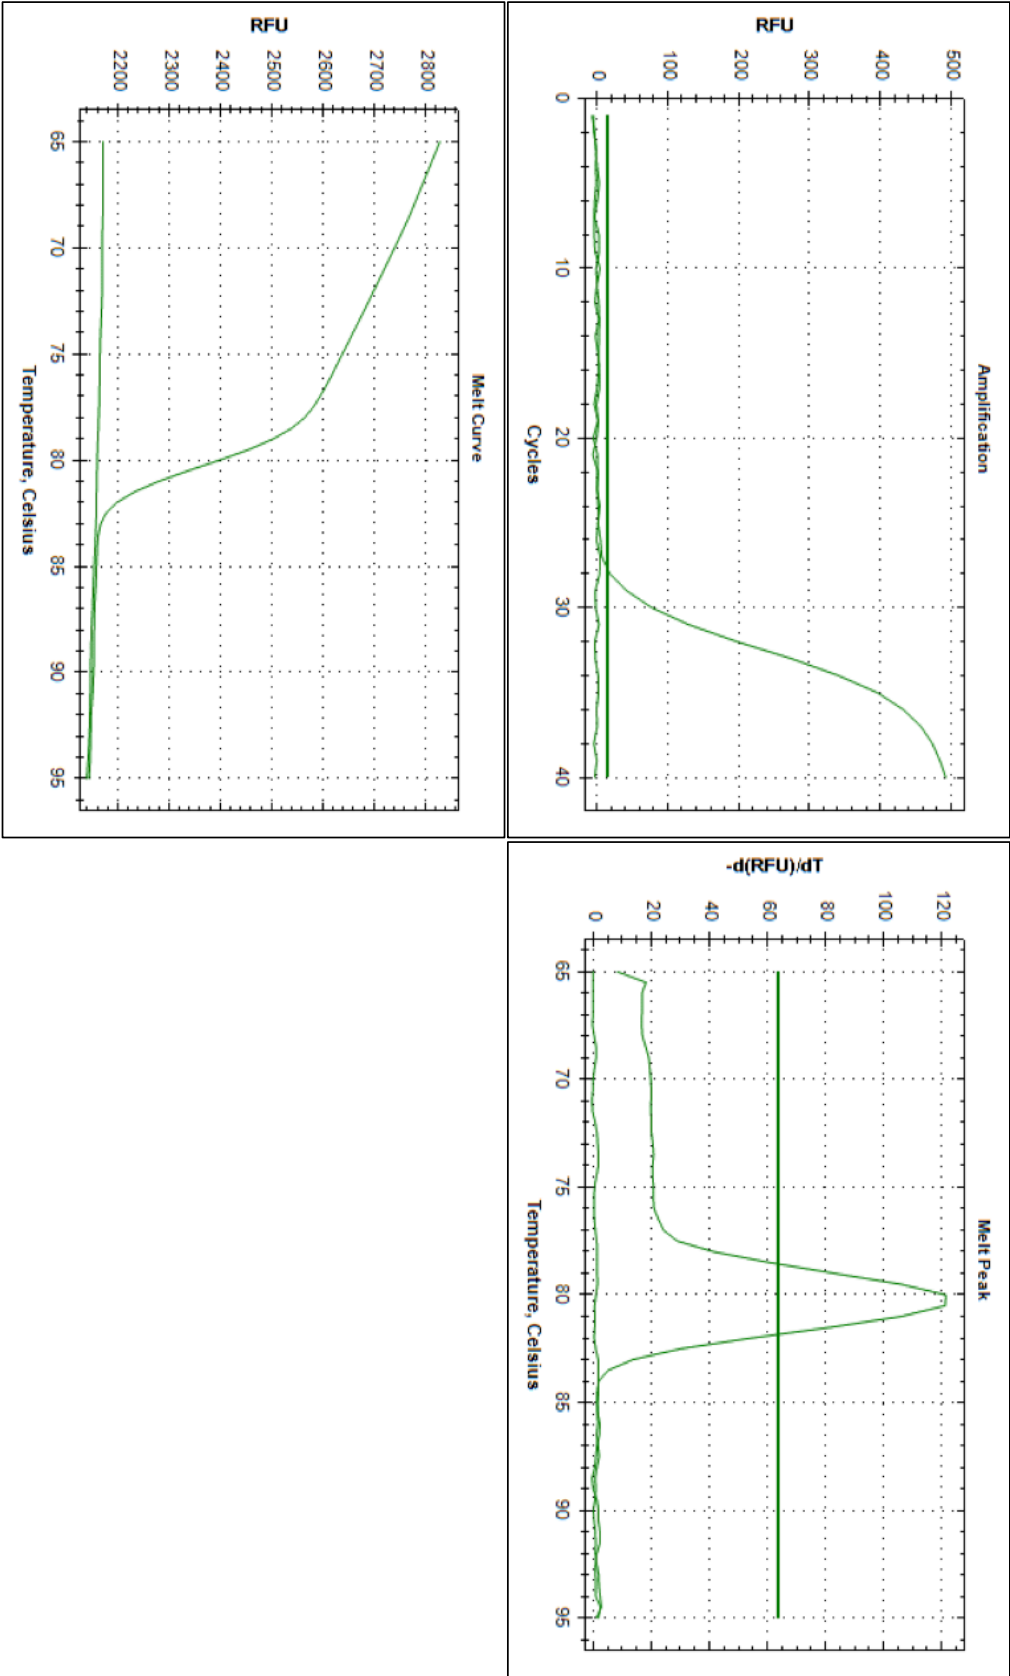 Amplification
RFU
500
400
300
200
100
0
0 10 20 30 40
Cycles
Melt Peak
-d(RFU)/dT
120
100
80
60
40
20
0
65 70 75 80 85 90 95
Temperature, Celsius
Melt Curve
RFU
2800
2700
2600
2500
2400
2300
2200
65 70 75 80 85 90 95
Temperature, Celsius